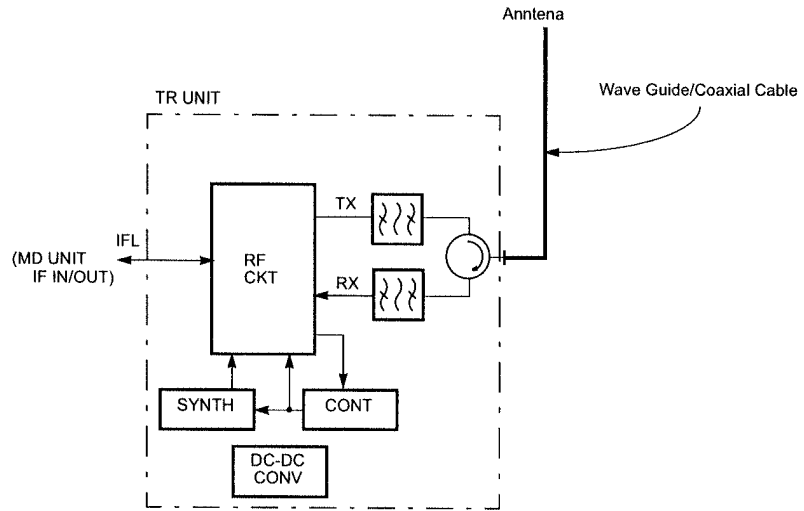 Anntena
Wave Guide/Coaxial Cable
TR UNIT
TX
IFL
(MD UNIT
IF IN/OUT)
RF
CKT
RX
SYNTH
CONT
DC-DC
CONV